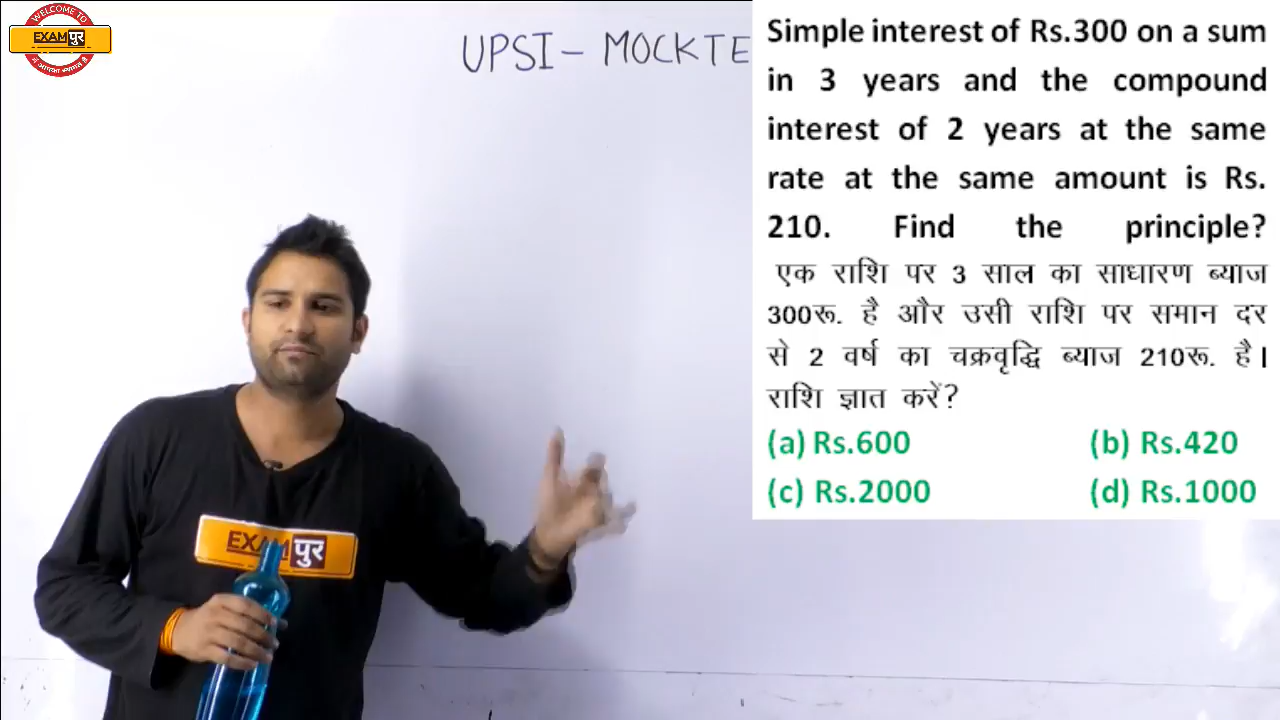 WELCOME TO
EXAMपुर
UPSI- MOCKTE
Simple interest of Rs.300 on a sum
in 3 years and the compound
interest of 2 years at the same
rate at the same amount is Rs.
210. Find the principle?
एक राशि पर 3 साल का साधारण ब्याज
300रू. है और उसी राशि पर समान दर
से 2 वर्ष का चक्रवृद्धि ब्याज 210रू. है।
राशि ज्ञात करें?
(a) Rs.600 (b) Rs.420
(c) Rs.2000 (d) Rs.1000
EXAMपुर